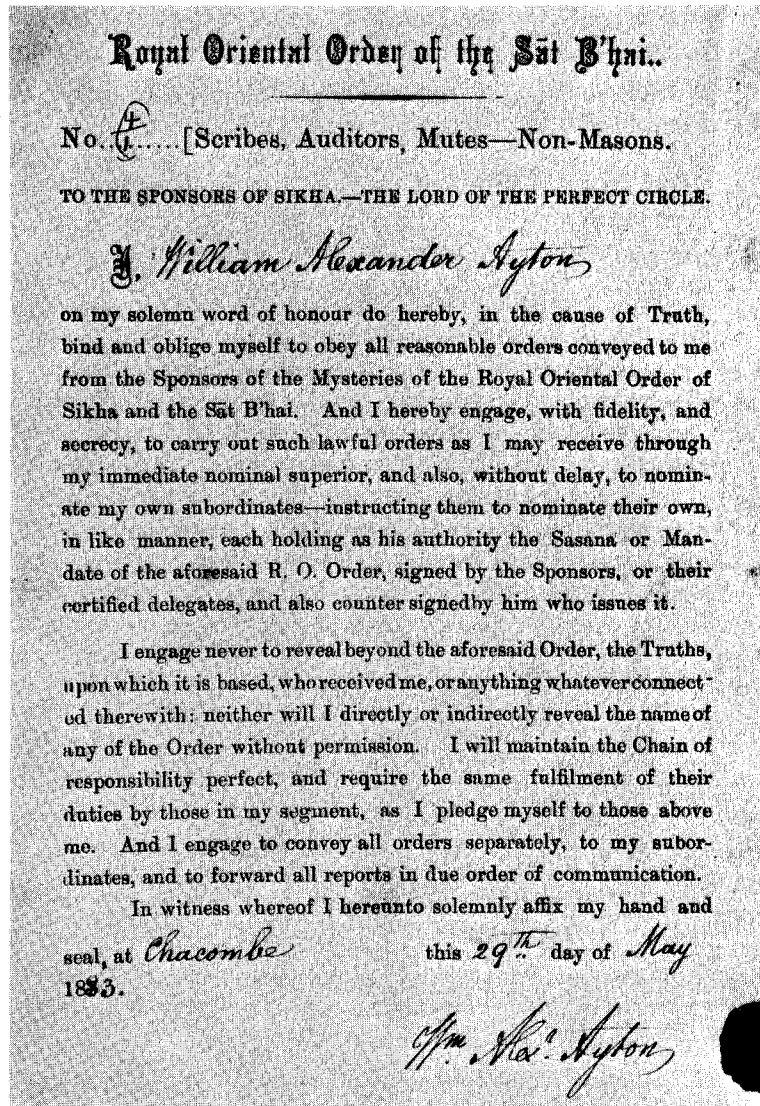 Royal Oriental Order of the Sāt B'hai..
No. 4 ..... [Scribes, Auditors, Mutes—Non-Masons.
TO THE SPONSORS OF SIKHA.—THE LORD OF THE PERFECT CIRCLE.
I, William Alexander Ayton
on my solemn word of honour do hereby, in the cause of Truth,
bind and oblige myself to obey all reasonable orders conveyed to me
from the Sponsors of the Mysteries of the Royal Oriental Order of
Sikha and the Sāt B'hai. And I hereby engage, with fidelity, and
secrecy, to carry out such lawful orders as I may receive through
my immediate nominal superior, and also, without delay, to nomin-
ate my own subordinates—instructing them to nominate their own,
in like manner, each holding as his authority the Sasana or Man-
date of the aforesaid R. O. Order, signed by the Sponsors, or their
certified delegates, and also counter signedby him who issues it.
I engage never to reveal beyond the aforesaid Order, the Truths,
upon which it is based, who received me, or anything whatever connect-
ed therewith: neither will I directly or indirectly reveal the name of
any of the Order without permission. I will maintain the Chain of
responsibility perfect, and require the same fulfilment of their
duties by those in my segment, as I pledge myself to those above
me. And I engage to convey all orders separately, to my subor-
dinates, and to forward all reports in due order of communication.
In witness whereof I hereunto solemnly affix my hand and
seal, at Chacombe this 29th day of May
1883.
Wm. Alexr. Ayton